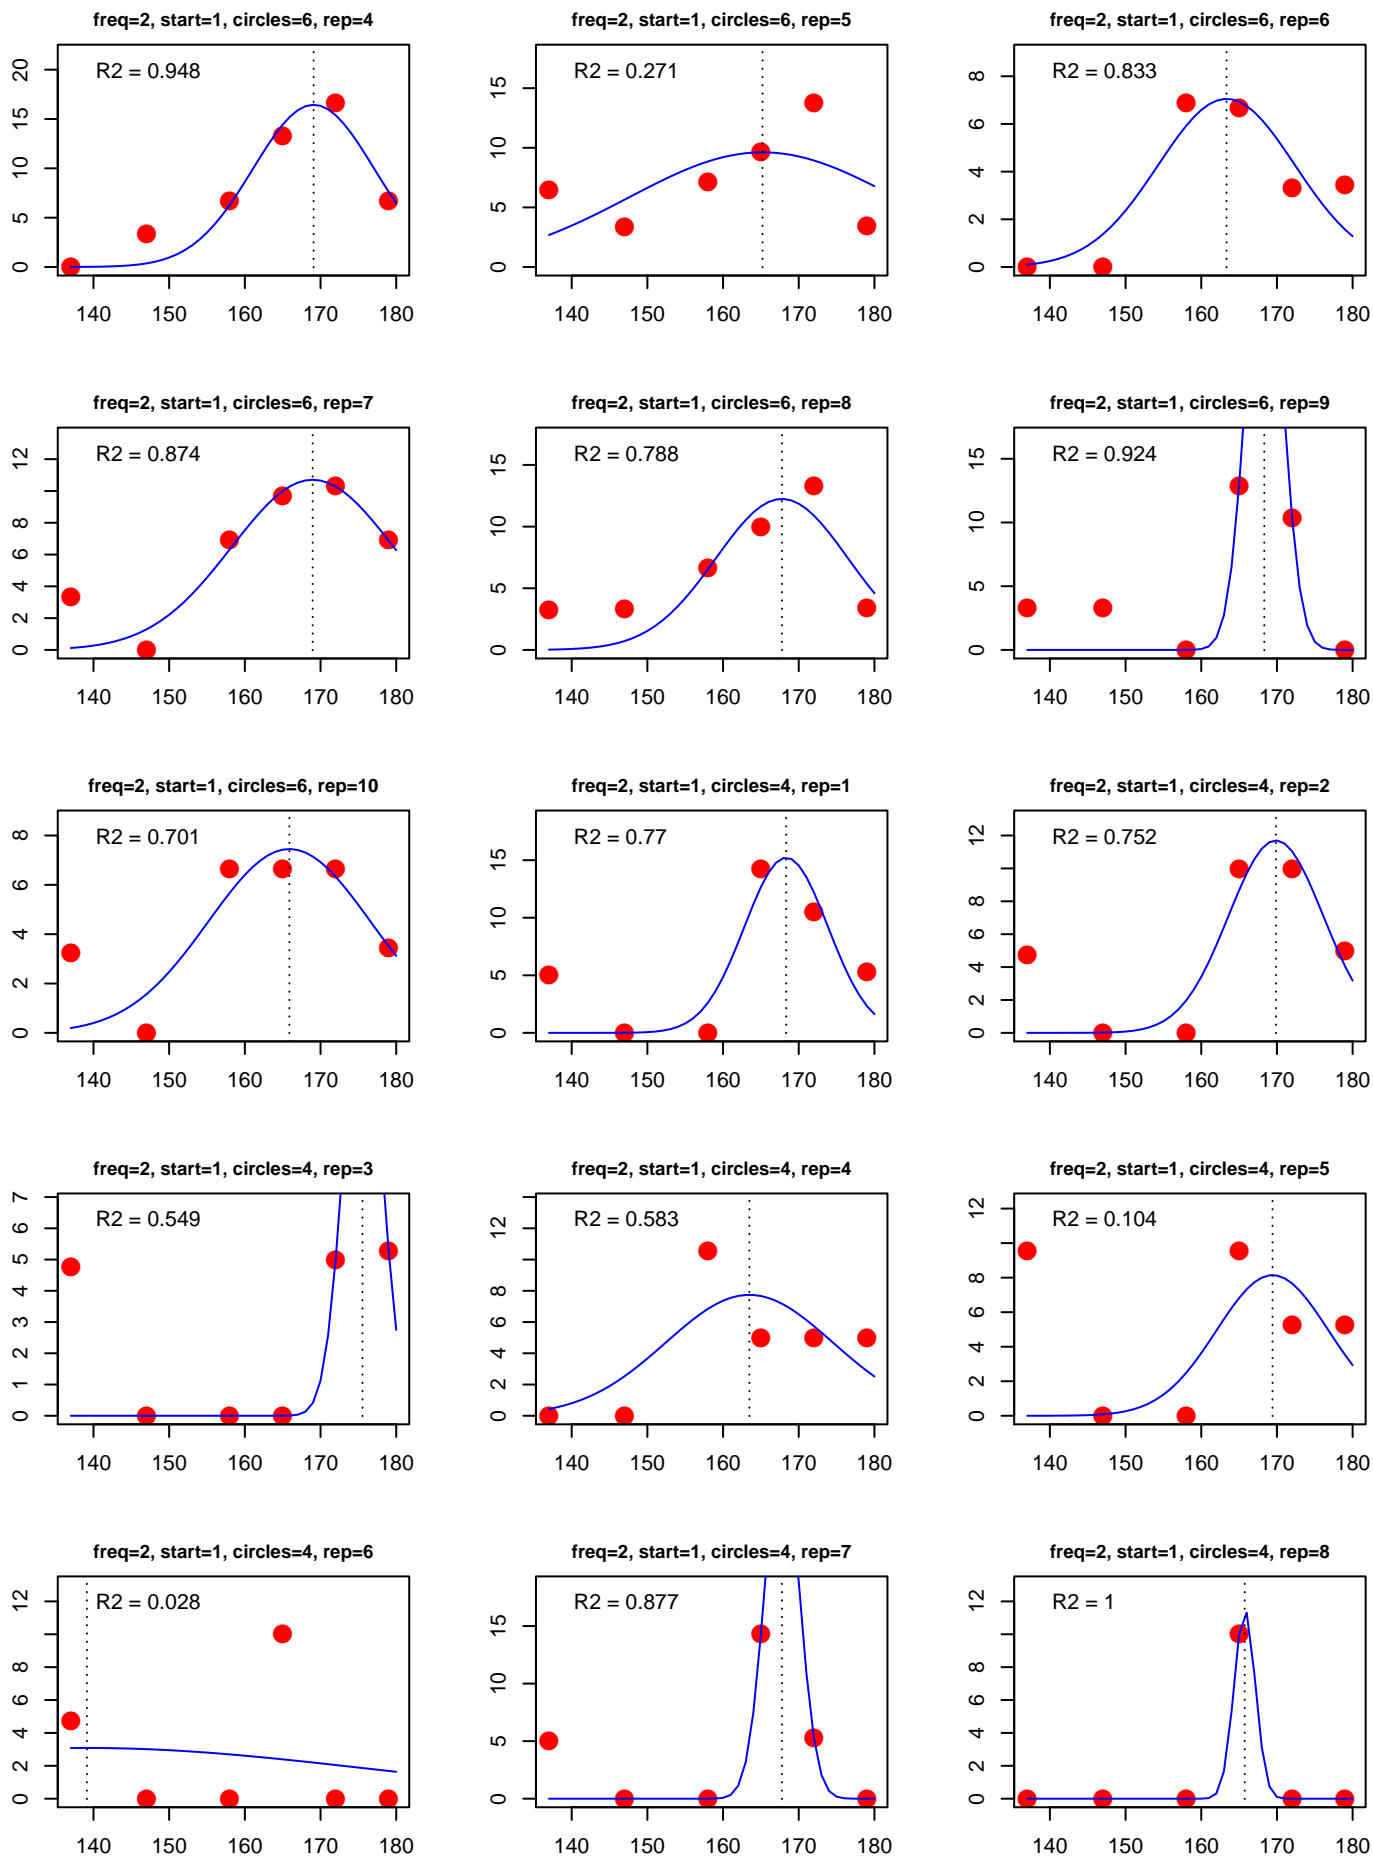 freq=2, start=1, circles=6, rep=4
R2 = 0.948
0 5 10 15 20
140 150 160 170 180
freq=2, start=1, circles=6, rep=5
R2 = 0.271
0 5 10 15
140 150 160 170 180
freq=2, start=1, circles=6, rep=6
R2 = 0.833
0 2 4 6 8
140 150 160 170 180
freq=2, start=1, circles=6, rep=7
R2 = 0.874
0 2 4 6 8 12
140 150 160 170 180
freq=2, start=1, circles=6, rep=8
R2 = 0.788
0 5 10 15
140 150 160 170 180
freq=2, start=1, circles=6, rep=9
R2 = 0.924
0 5 10 15
140 150 160 170 180
freq=2, start=1, circles=6, rep=10
R2 = 0.701
0 2 4 6 8
140 150 160 170 180
freq=2, start=1, circles=4, rep=1
R2 = 0.77
0 5 10 15
140 150 160 170 180
freq=2, start=1, circles=4, rep=2
R2 = 0.752
0 2 4 6 8 12
140 150 160 170 180
freq=2, start=1, circles=4, rep=3
R2 = 0.549
0 1 2 3 4 5 6 7
140 150 160 170 180
freq=2, start=1, circles=4, rep=4
R2 = 0.583
0 2 4 6 8 12
140 150 160 170 180
freq=2, start=1, circles=4, rep=5
R2 = 0.104
0 2 4 6 8 12
140 150 160 170 180
freq=2, start=1, circles=4, rep=6
R2 = 0.028
0 2 4 6 8 12
140 150 160 170 180
freq=2, start=1, circles=4, rep=7
R2 = 0.877
0 5 10 15
140 150 160 170 180
freq=2, start=1, circles=4, rep=8
R2 = 1
0 2 4 6 8 12
140 150 160 170 180